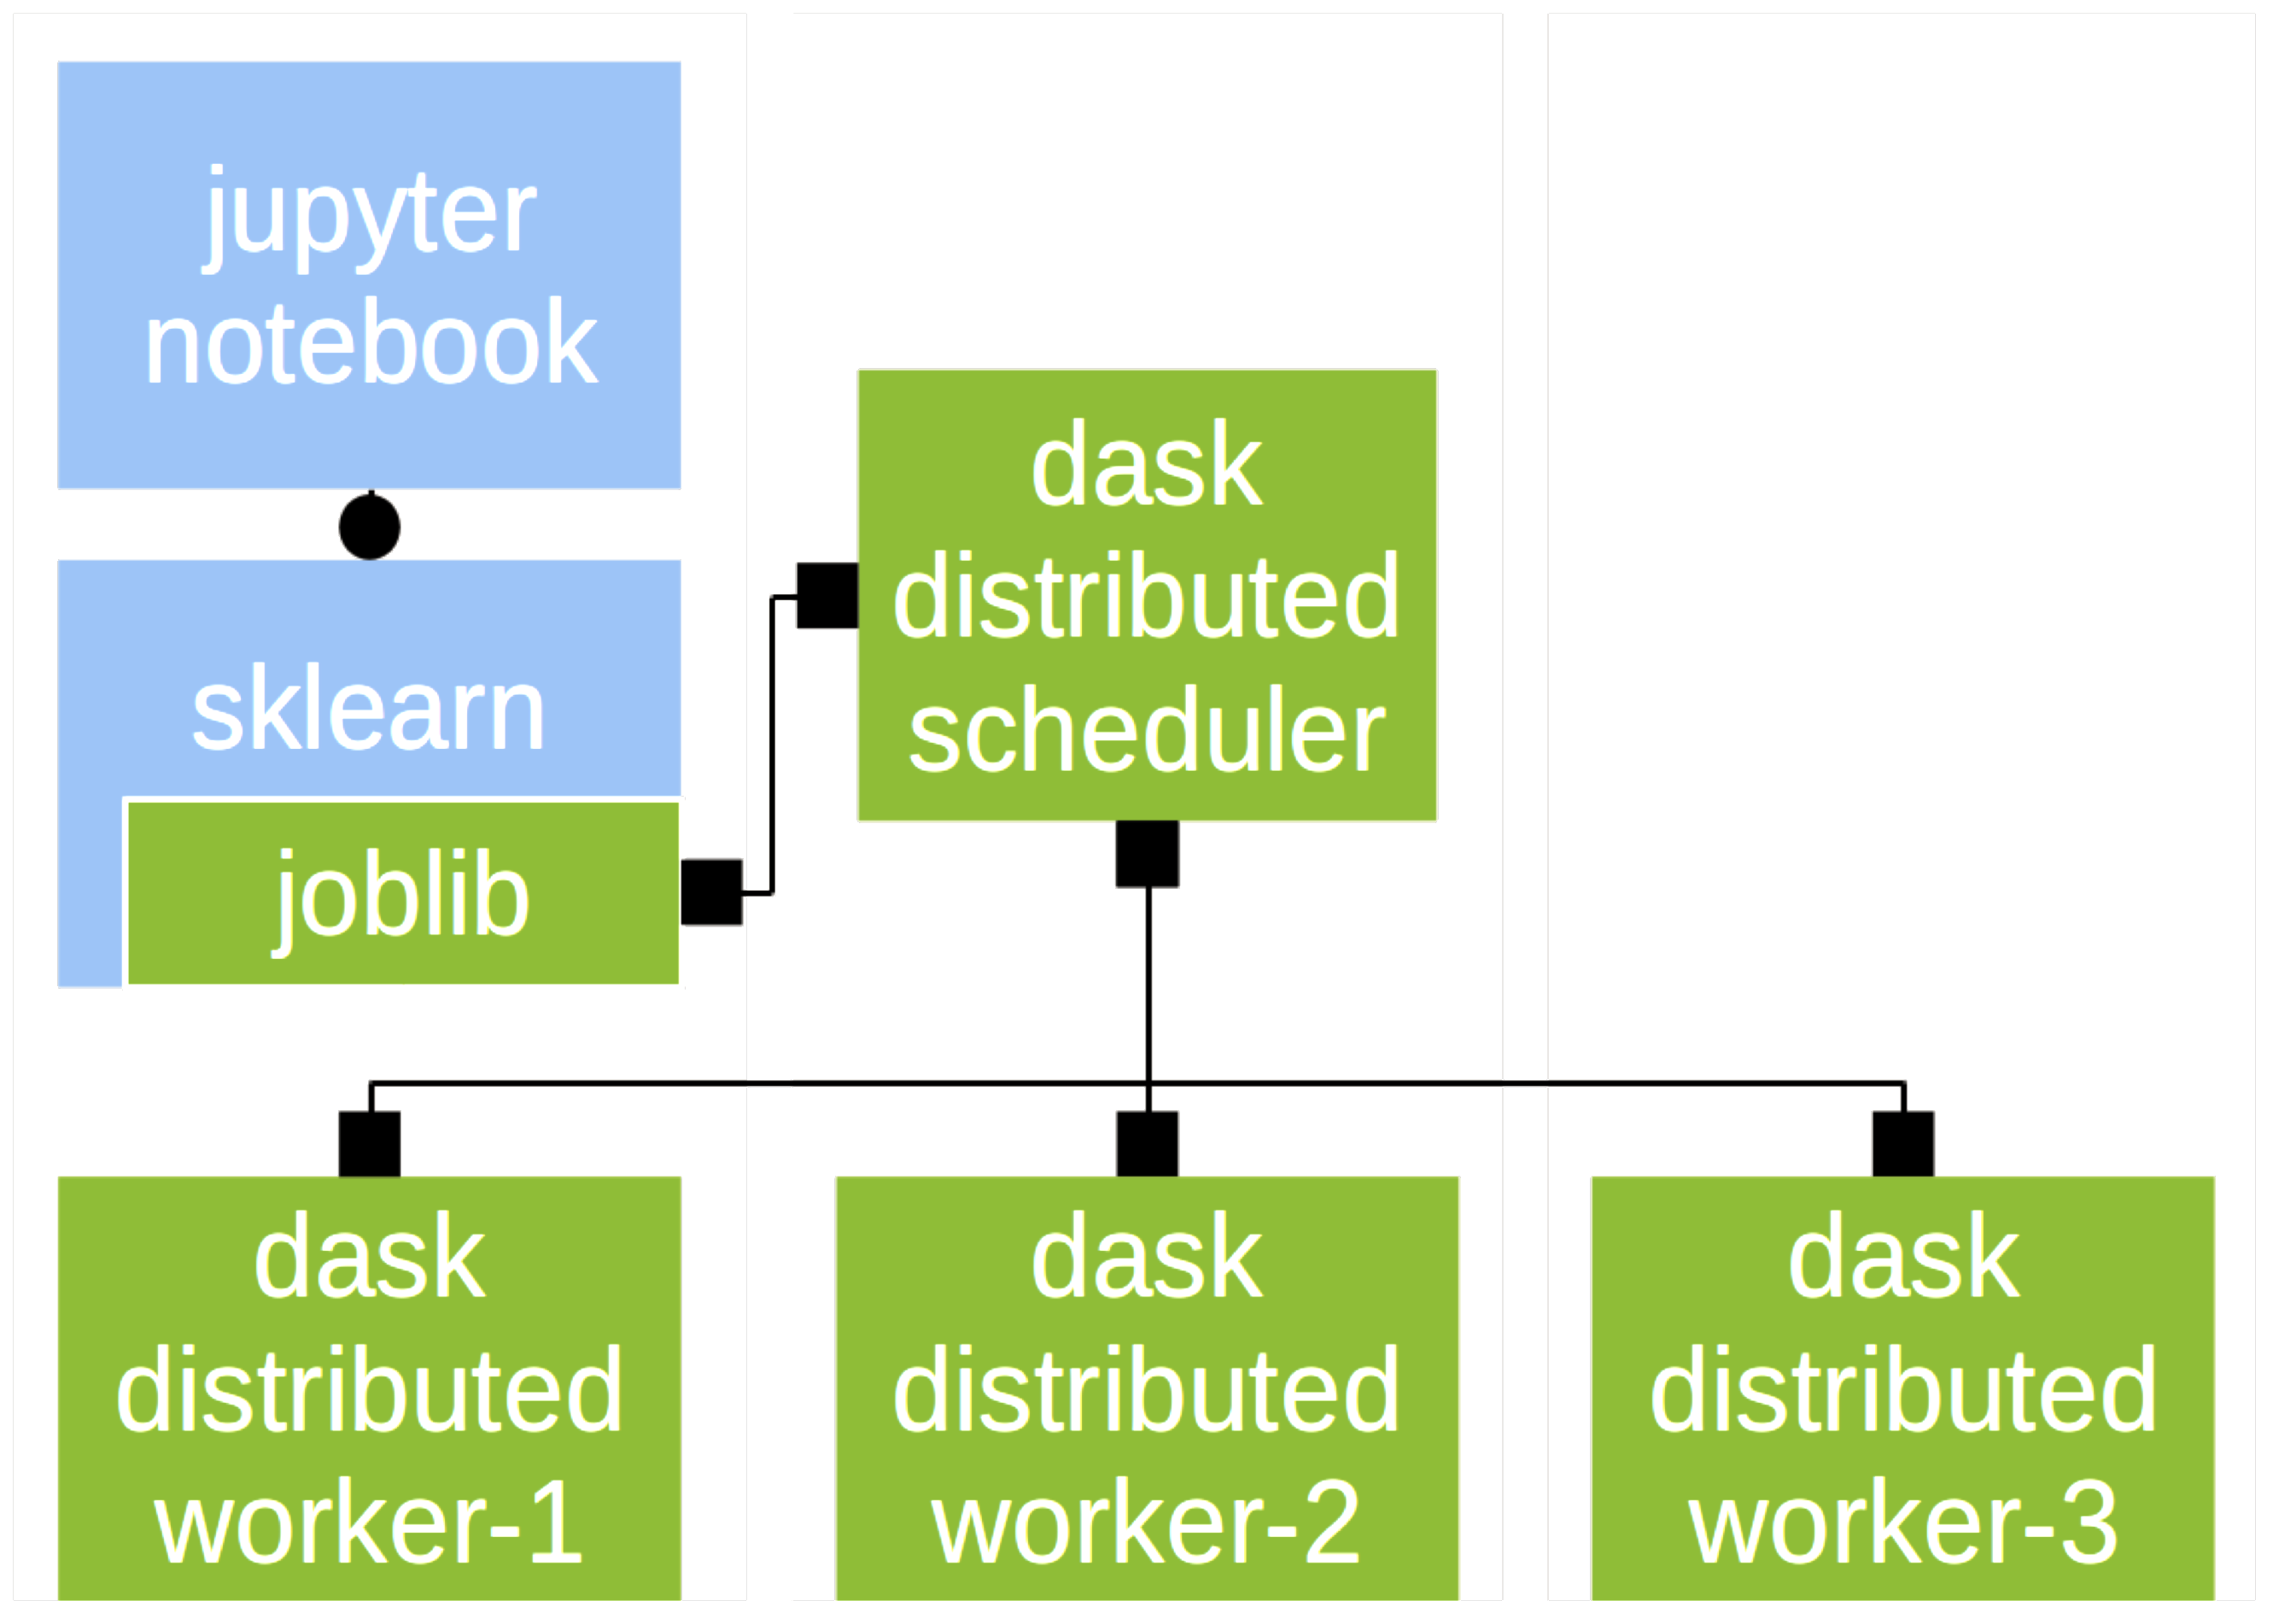 jupyter
notebook
sklearn
joblib
dask
distributed
scheduler
dask
distributed
worker-1
dask
distributed
worker-2
dask
distributed
worker-3